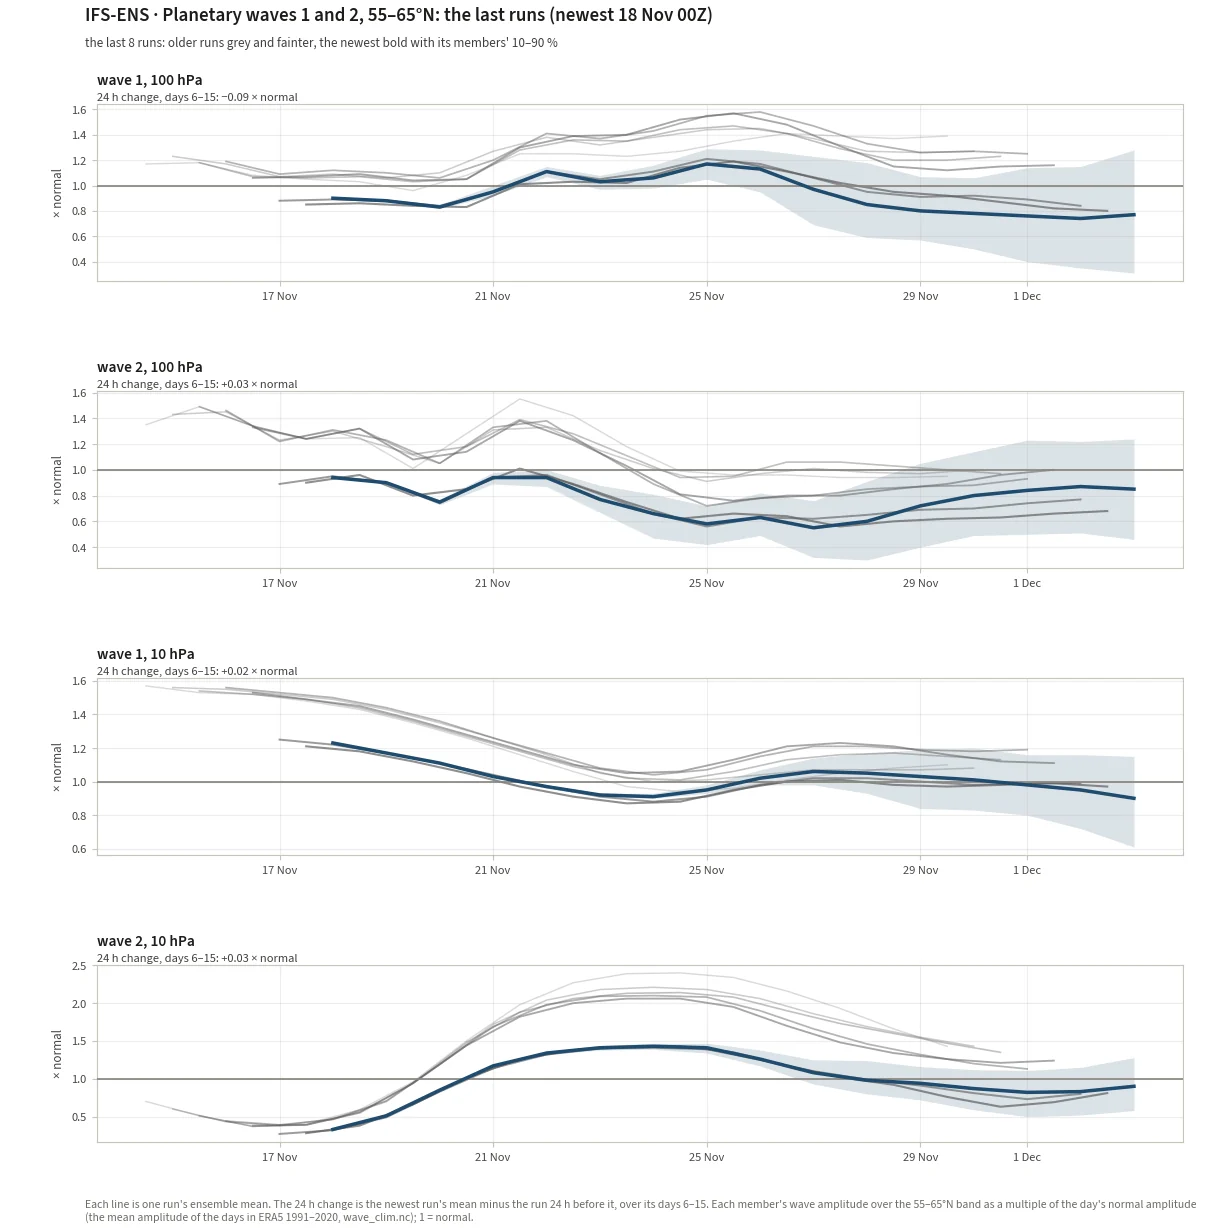 IFS-ENS · Planetary waves 1 and 2, 55–65°N: the last runs (newest 18 Nov 00Z)
the last 8 runs: older runs grey and fainter, the newest bold with its members' 10–90 %
wave 1, 100 hPa
24 h change, days 6–15: −0.09 × normal
1.6
1.4
1.2
1.0
0.8
0.6
0.4
× normal
17 Nov
21 Nov
25 Nov
29 Nov
1 Dec
wave 2, 100 hPa
24 h change, days 6–15: +0.03 × normal
1.6
1.4
1.2
1.0
0.8
0.6
0.4
× normal
17 Nov
21 Nov
25 Nov
29 Nov
1 Dec
wave 1, 10 hPa
24 h change, days 6–15: +0.02 × normal
1.6
1.4
1.2
1.0
0.8
0.6
× normal
17 Nov
21 Nov
25 Nov
29 Nov
1 Dec
wave 2, 10 hPa
24 h change, days 6–15: +0.03 × normal
2.5
2.0
1.5
1.0
0.5
× normal
17 Nov
21 Nov
25 Nov
29 Nov
1 Dec
Each line is one run's ensemble mean. The 24 h change is the newest run's mean minus the run 24 h before it, over its days 6–15. Each member's wave amplitude over the 55–65°N band as a multiple of the day's normal amplitude
(the mean amplitude of the days in ERA5 1991–2020, wave_clim.nc); 1 = normal.